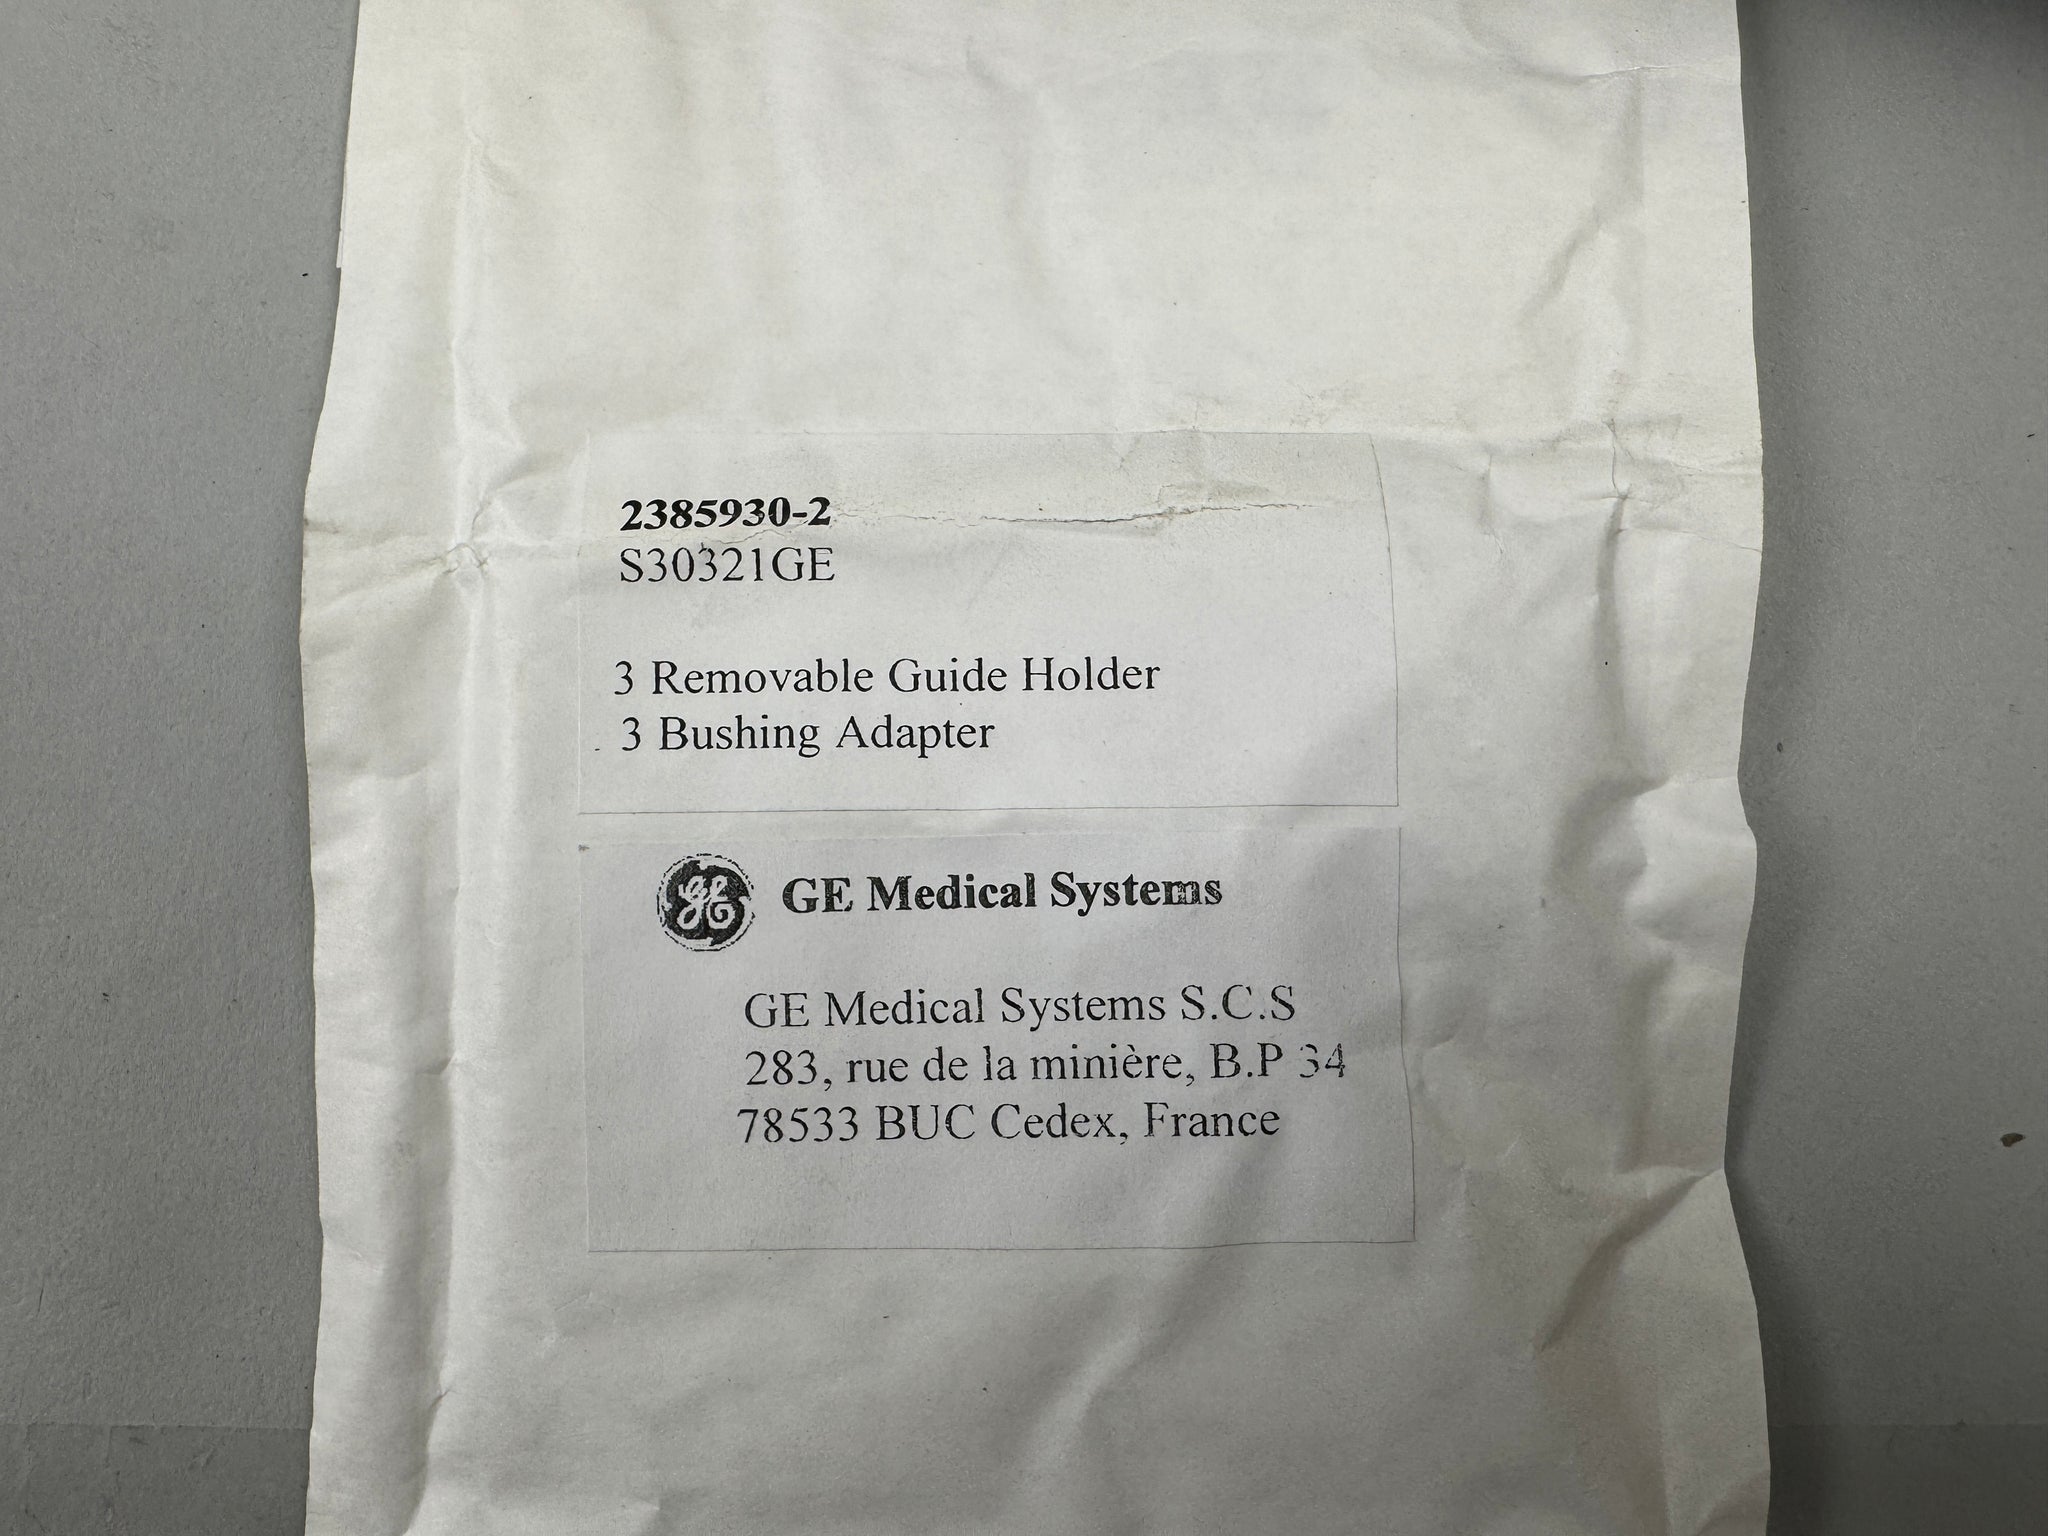 2385930-2
S30321GE
3 Removable Guide Holder
3 Bushing Adapter
GE GE Medical Systems
GE Medical Systems S.C.S
283, rue de la minière, B.P 34
78533 BUC Cedex, France